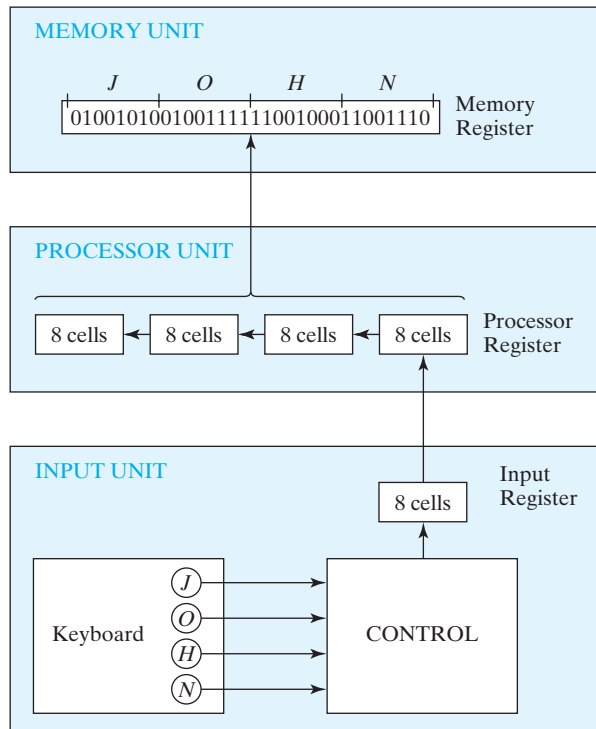 MEMORY UNIT
J O H N
01001010010011111100100011001110
Memory
Register
PROCESSOR UNIT
8 cells 8 cells 8 cells 8 cells
Processor
Register
INPUT UNIT
Input
Register
8 cells
Keyboard
J
O
H
N
CONTROL